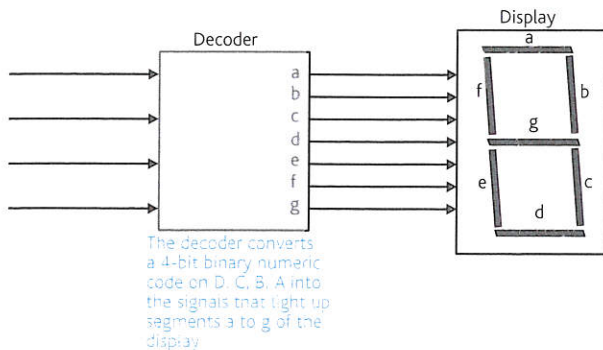 Display
Decoder
a
a
b
c
d
e
f
g
f
b
g
e
c
d
The decoder converts
a 4-bit binary numeric
code on D, C, B, A into
the signals that light up
segments a to g of the
display